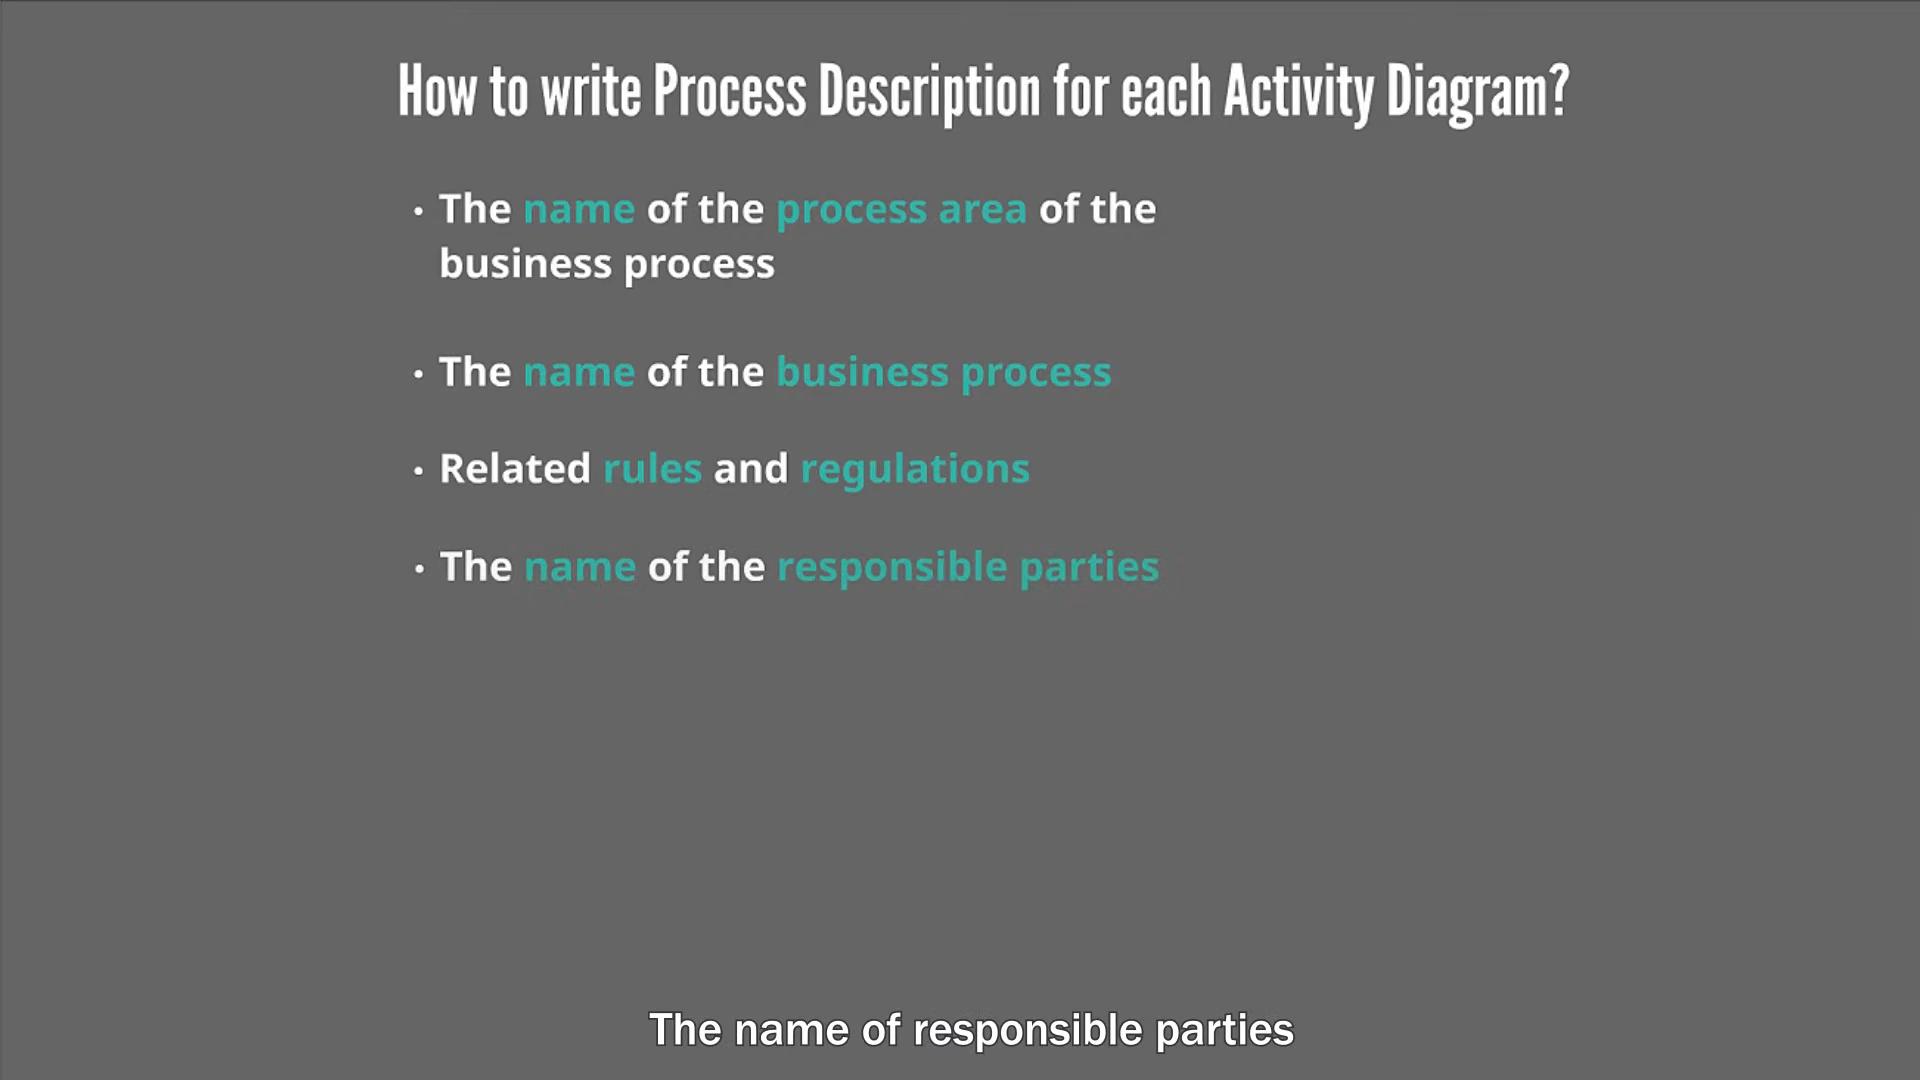 How to write Process Description for each Activity Diagram?
• The name of the process area of the
business process
• The name of the business process
• Related rules and regulations
• The name of the responsible parties
The name of responsible parties